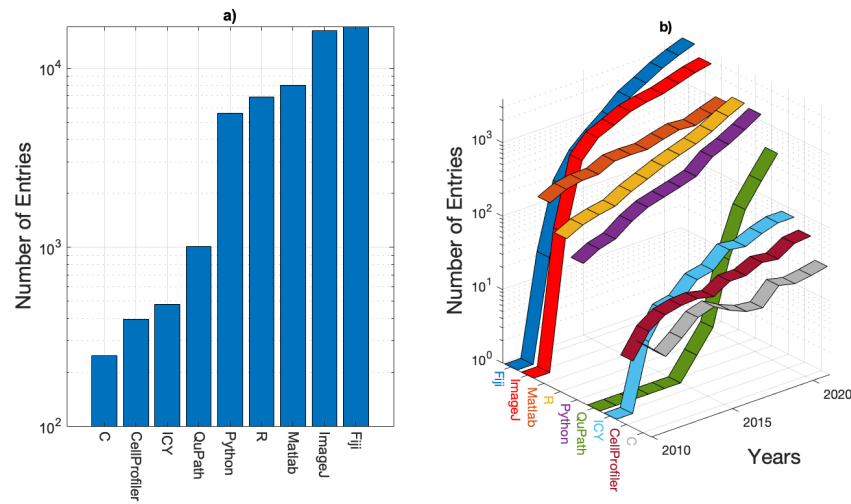 a)
Number of Entries
10^4
10^3
10^2
C
CellProfiler
ICY
QuPath
Python
R
Matlab
ImageJ
Fiji
b)
Number of Entries
10^3
10^2
10^1
10^0
Fiji
ImageJ
Matlab
R
Python
QuPath
ICY
CellProfiler
C
2010
2015
2020
Years